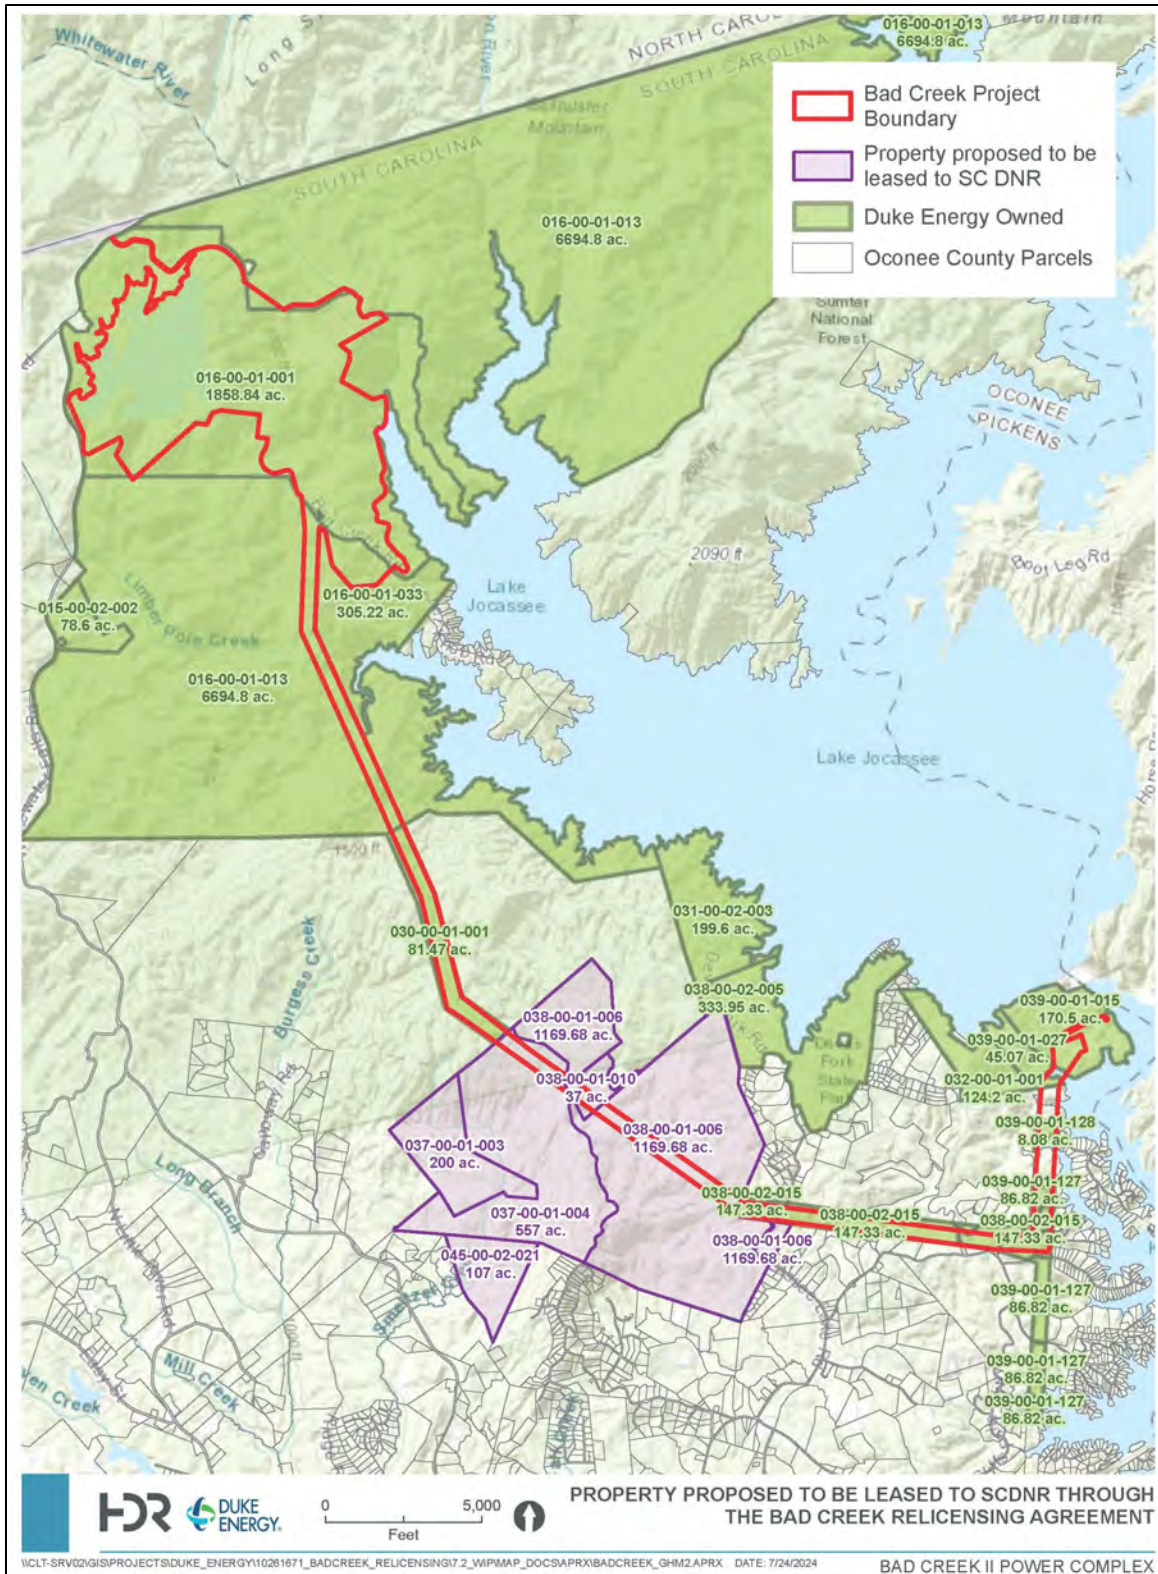 016-00-01-013
6694.8 ac.
Mountain
Whitewater
River
NORTH CAROLINA
SOUTH CAROLINA
Mountain
SOUTH CAROLINA
Bad Creek Project
Boundary
Property proposed to be
leased to SC DNR
Duke Energy Owned
Oconee County Parcels
016-00-01-013
6694.8 ac.
Sumter
National
Forest
016-00-01-001
1858.84 ac.
OCONEE
PICKENS
2090 ft
Boot Leg Rd
Lake
Jocassee
016-00-01-033
305.22 ac.
015-00-02-002
78.6 ac.
Limber Pole Creek
016-00-01-013
6694.8 ac.
Lake Jocassee
1500 ft
031-00-02-003
199.6 ac.
030-00-01-001
81.47 ac.
Burgess Creek
038-00-02-005
333.95 ac.
039-00-01-015
170.5 ac.
038-00-01-006
1169.68 ac.
039-00-01-027
45.07 ac.
Fork
State
032-00-01-001
124.2 ac.
038-00-01-010
37 ac.
039-00-01-128
8.08 ac.
038-00-01-006
1169.68 ac.
037-00-01-003
200 ac.
Long Branch
039-00-01-127
86.82 ac.
038-00-02-015
147.33 ac.
038-00-02-015
147.33 ac.
038-00-02-015
147.33 ac.
037-00-01-004
557 ac.
038-00-01-006
1169.68 ac.
045-00-02-021
107 ac.
039-00-01-127
86.82 ac.
Mill Creek
039-00-01-127
86.82 ac.
039-00-01-127
86.82 ac.
Creek
HDR
DUKE
ENERGY.
0 5,000
Feet
PROPERTY PROPOSED TO BE LEASED TO SCDNR THROUGH
THE BAD CREEK RELICENSING AGREEMENT
\\CLT-SRV02\GIS\PROJECTS\DUKE_ENERGY\10261671_BADCREEK_RELICENSING\7.2_WIP\MAP_DOCS\APRX\BADCREEK_GHM2.APRX DATE: 7/24/2024
BAD CREEK II POWER COMPLEX